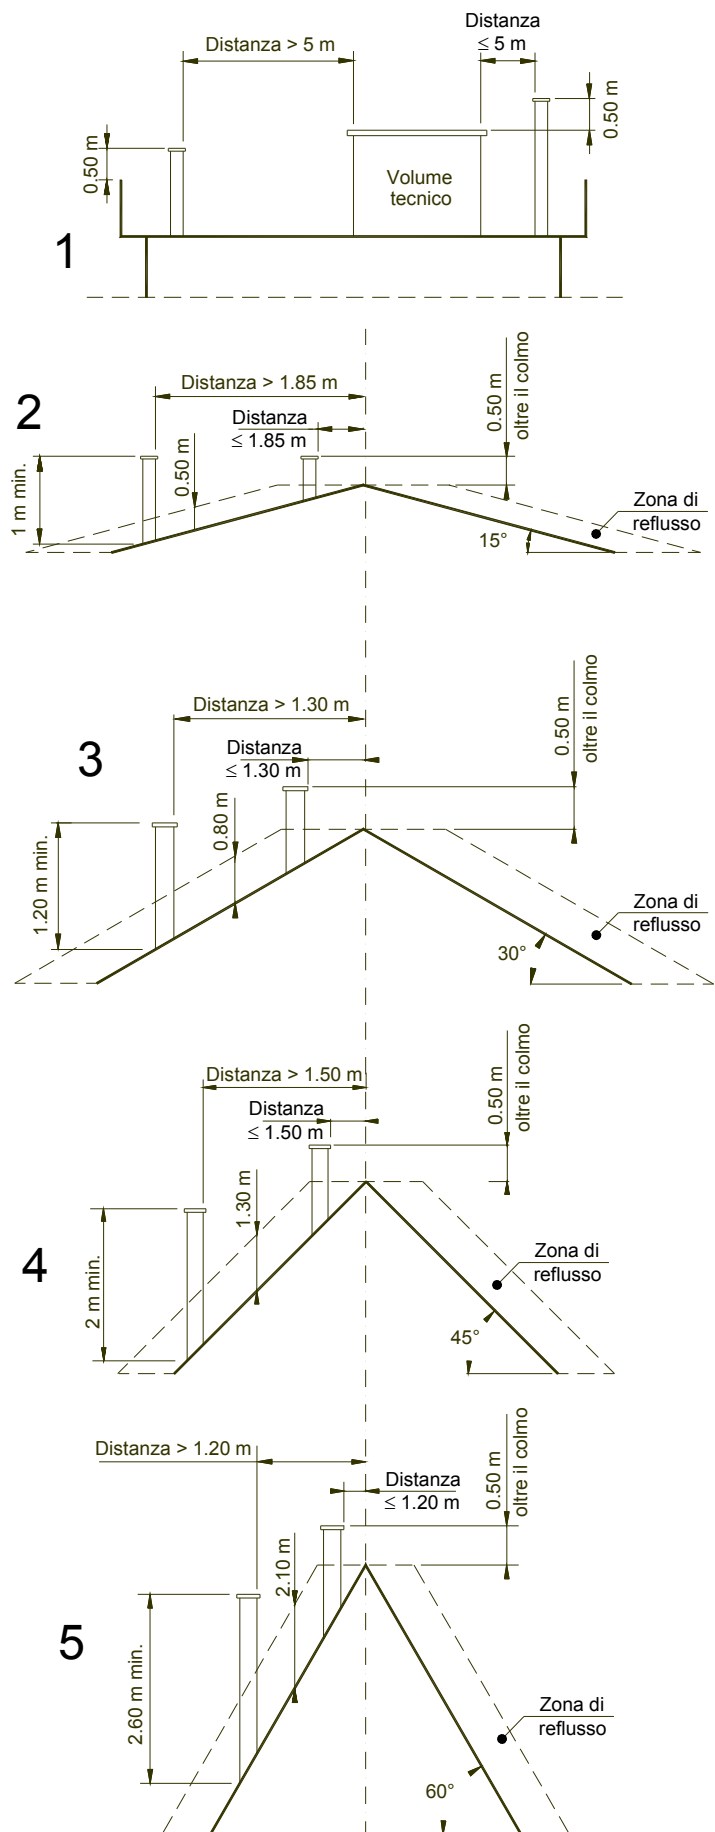 Distanza > 5 m
Distanza
≤ 5 m
0.50 m
0.50 m
Volume
tecnico
1
2
Distanza > 1.85 m
Distanza
≤ 1.85 m
0.50 m
oltre il colmo
1 m min.
0.50 m
Zona di
reflusso
15°
3
Distanza > 1.30 m
Distanza
≤ 1.30 m
0.50 m
oltre il colmo
1.20 m min.
0.80 m
Zona di
reflusso
30°
4
Distanza > 1.50 m
Distanza
≤ 1.50 m
0.50 m
oltre il colmo
2 m min.
1.30 m
Zona di
reflusso
45°
5
Distanza > 1.20 m
Distanza
≤ 1.20 m
0.50 m
oltre il colmo
2.60 m min.
2.10 m
Zona di
reflusso
60°